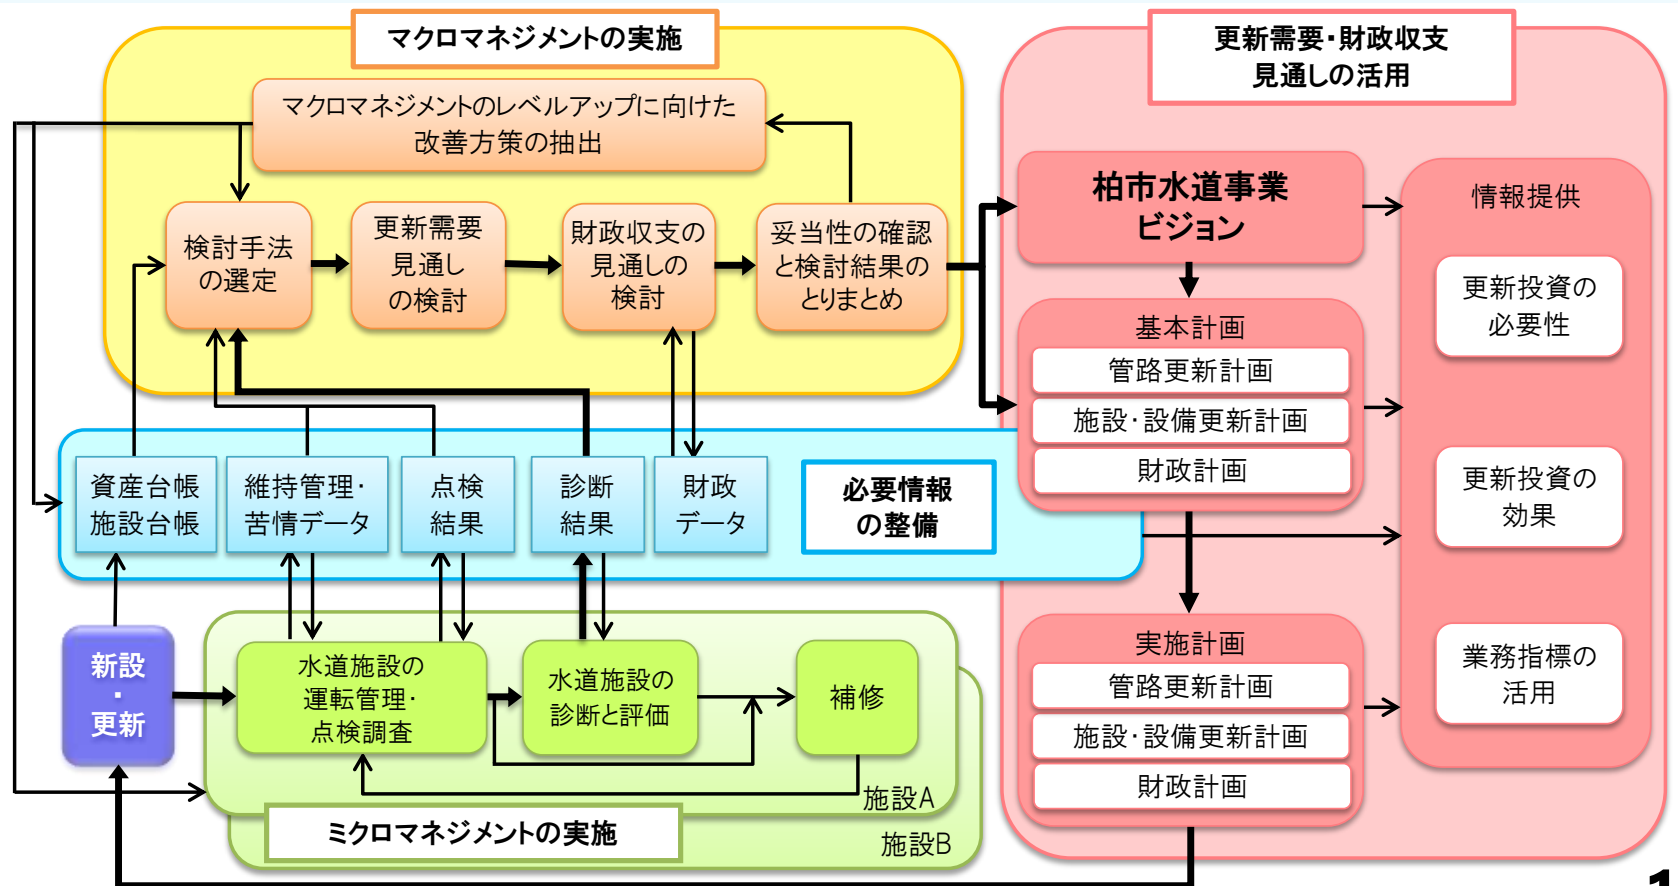 マクロマネジメントの実施
マクロマネジメントのレベルアップに向けた
改善方策の抽出
検討手法
の選定
更新需要
見通し
の検討
財政収支の
見通しの
検討
妥当性の確認
と検討結果の
とりまとめ
更新需要・財政収支
見通しの活用
柏市水道事業
ビジョン
基本計画
管路更新計画
施設・設備更新計画
財政計画
実施計画
管路更新計画
施設・設備更新計画
財政計画
情報提供
更新投資の
必要性
更新投資の
効果
業務指標の
活用
資産台帳
施設台帳
維持管理・
苦情データ
点検
結果
診断
結果
財政
データ
必要情報
の整備
新設
・
更新
水道施設の
運転管理・
点検調査
水道施設の
診断と評価
補修
施設A
ミクロマネジメントの実施
施設B